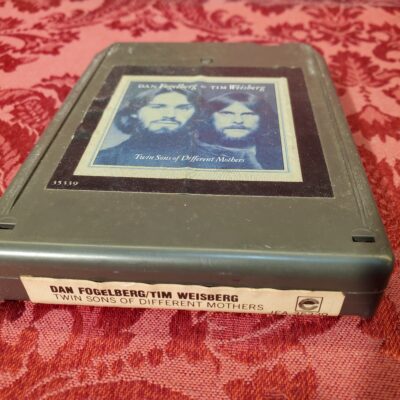 DAN Fogelberg & TIM Weisberg
Twin Sons of Different Mothers
35339
DAN FOGELBERG/TIM WEISBERG
TWIN SONS OF DIFFERENT MOTHERS